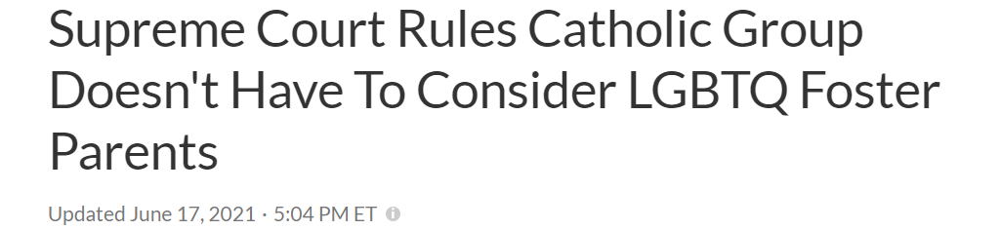 Supreme Court Rules Catholic Group
Doesn't Have To Consider LGBTQ Foster
Parents
Updated June 17, 2021 · 5:04 PM ET